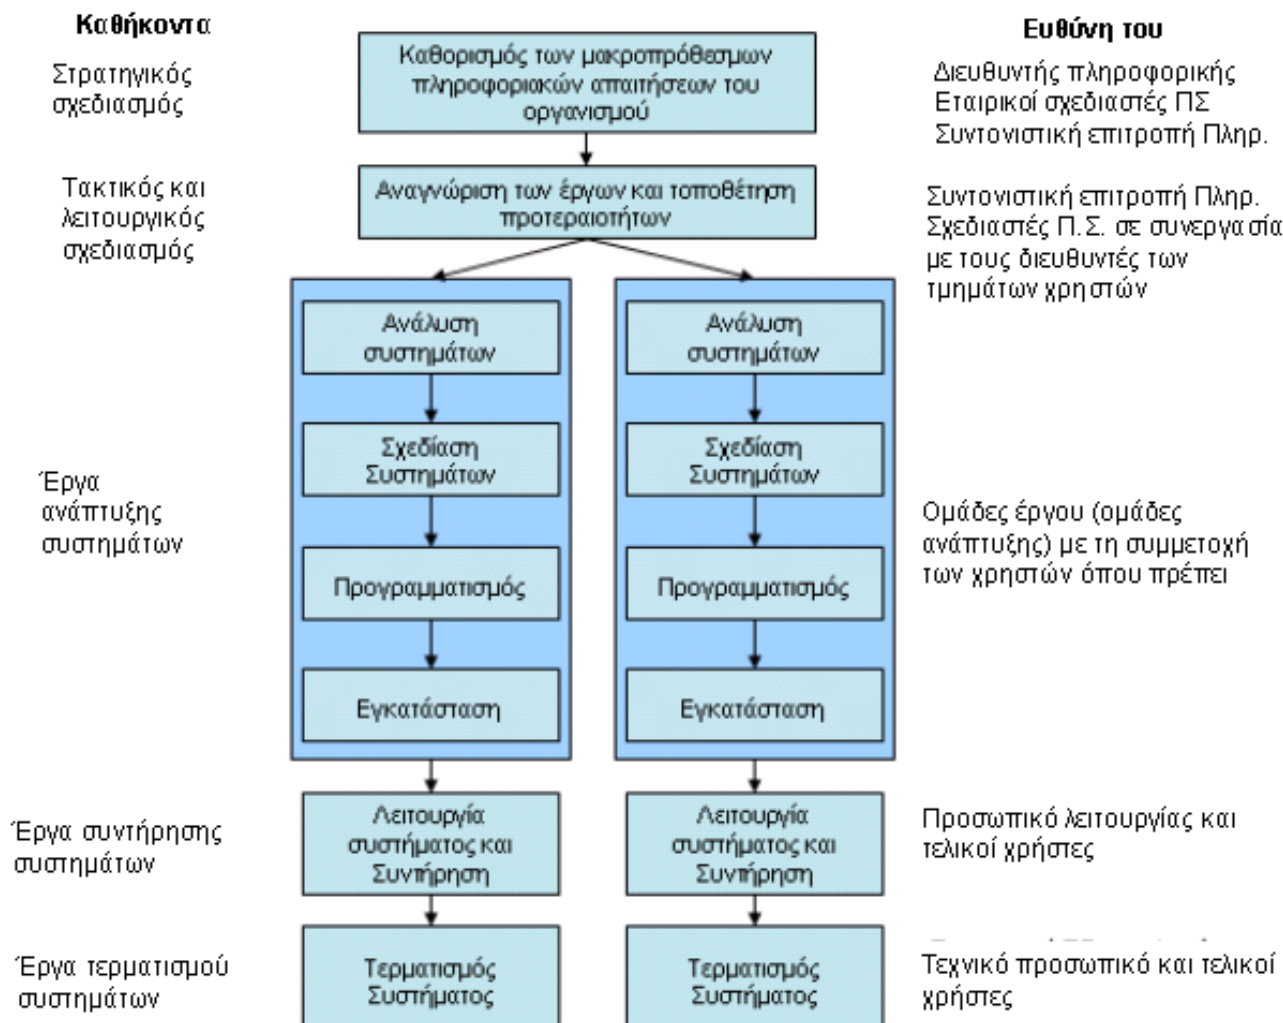 Καθήκοντα
Ευθύνη του
Στρατηγικός
σχεδιασμός
Καθορισμός των μακροπρόθεσμων
πληροφοριακών απαιτήσεων του
οργανισμού
Διευθυντής πληροφορικής
Εταιρικοί σχεδιαστές ΠΣ
Συντονιστική επιτροπή Πληρ.
Τακτικός και
λειτουργικός
σχεδιασμός
Αναγνώριση των έργων και τοποθέτηση
προτεραιοτήτων
Συντονιστική επιτροπή Πληρ.
Σχεδιαστές Π.Σ. σε συνεργασία
με τους διευθυντές των
τμημάτων χρηστών
Έργα
ανάπτυξης
συστημάτων
Ανάλυση
συστημάτων
Σχεδίαση
Συστημάτων
Προγραμματισμός
Εγκατάσταση
Ανάλυση
συστημάτων
Σχεδίαση
Συστημάτων
Προγραμματισμός
Εγκατάσταση
Ομάδες έργου (ομάδες
ανάπτυξης) με τη συμμετοχή
των χρηστών όπου πρέπει
Έργα συντήρησης
συστημάτων
Λειτουργία
συστήματος και
Συντήρηση
Λειτουργία
συστήματος και
Συντήρηση
Προσωπικό λειτουργίας και
τελικοί χρήστες
Έργα τερματισμού
συστημάτων
Τερματισμός
Συστήματος
Τερματισμός
Συστήματος
Τεχνικό προσωπικό και τελικοί
χρήστες